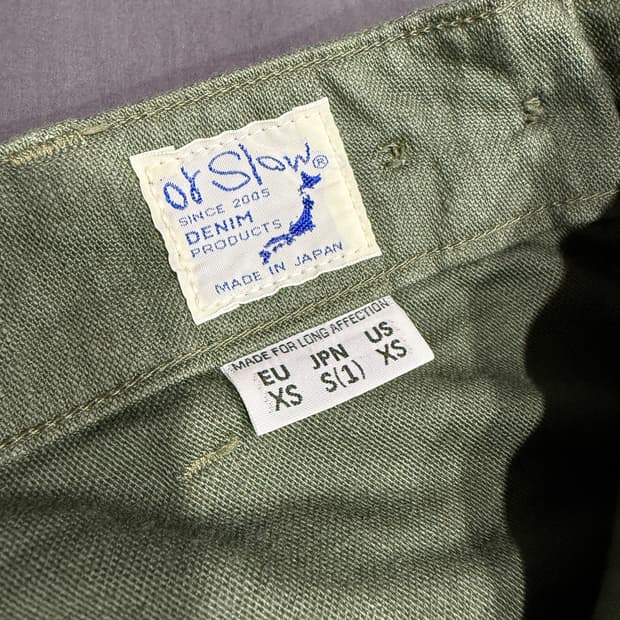 or Slow®
SINCE 2005
DENIM
PRODUCTS
MADE IN JAPAN
MADE FOR LONG AFFECTION
EU JPN US
XS S(1) XS